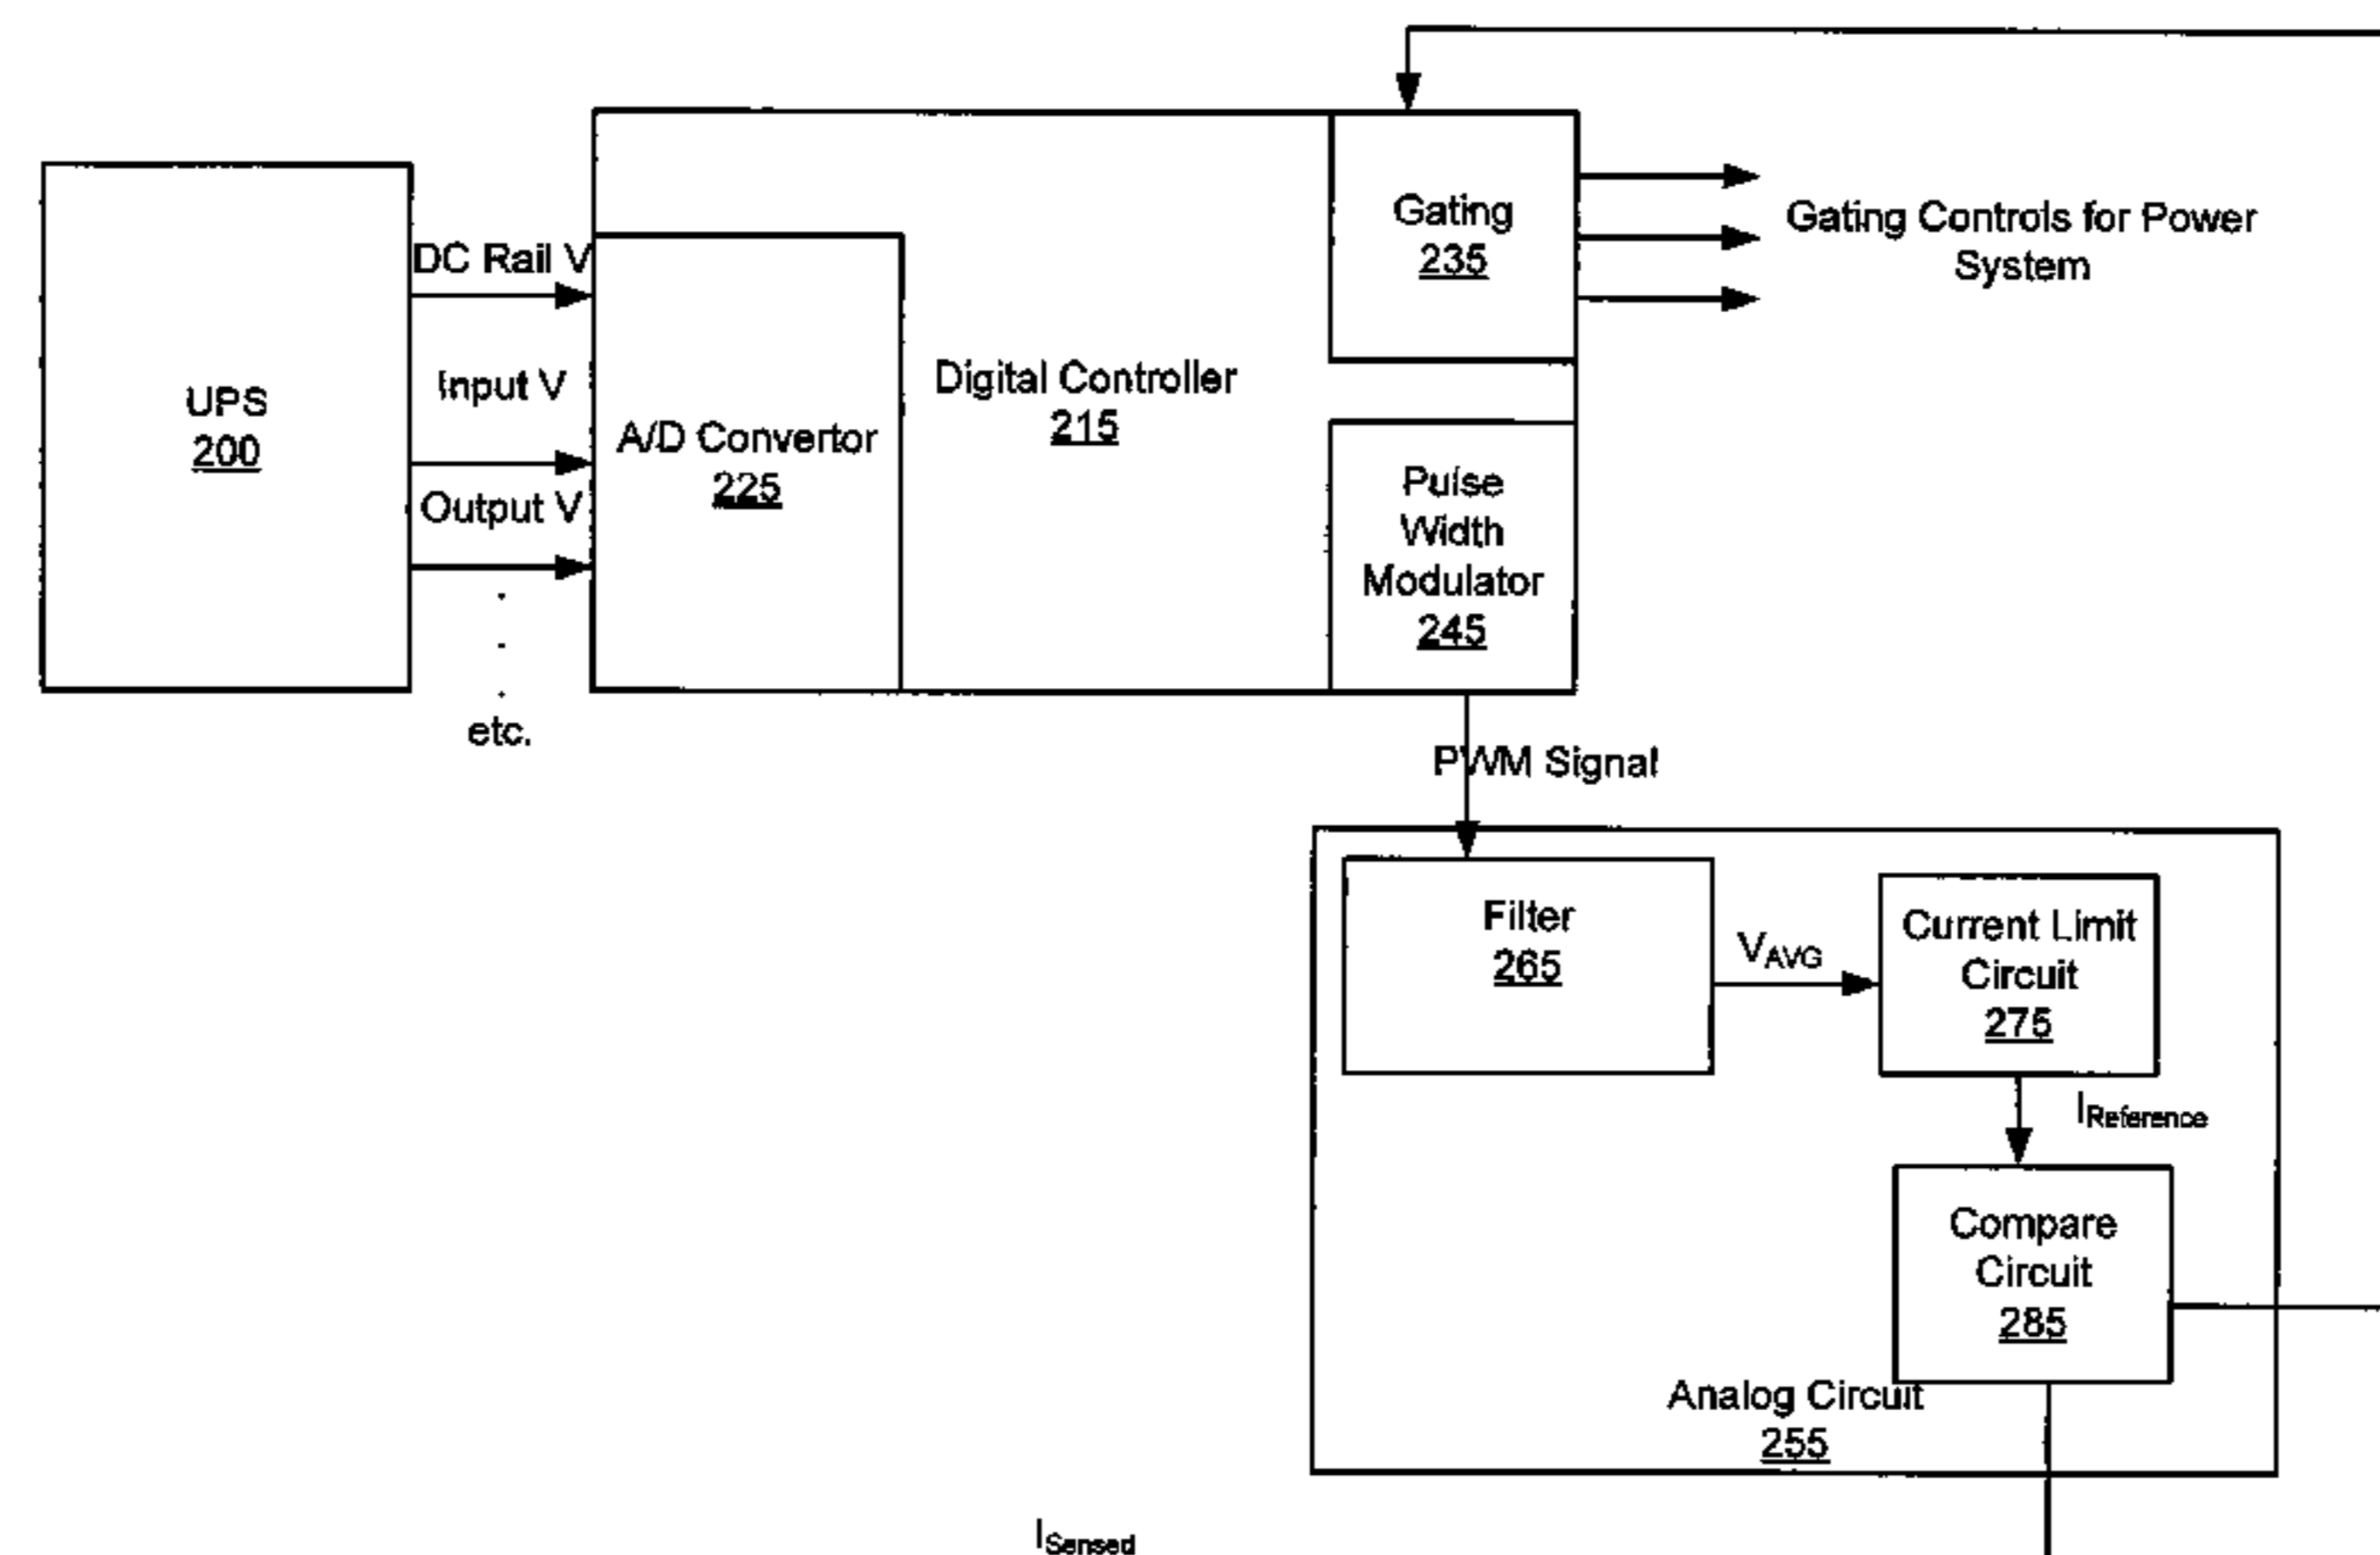 UPS
200
DC Rail V
Input V
Output V
etc.
A/D Convertor
225
Digital Controller
215
Gating
235
Gating Controls for Power
System
Pulse
Width
Modulator
245
PWM Signal
Filter
265
VAVG
Current Limit
Circuit
275
IReference
Compare
Circuit
285
Analog Circuit
255
ISensed